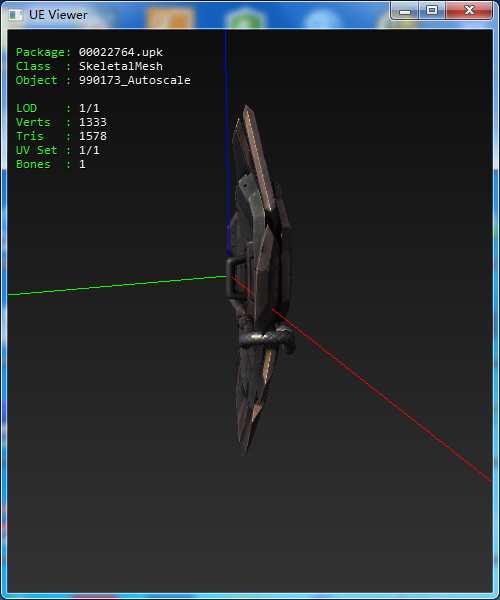 UE Viewer
Package: 00022764.upk
Class : SkeletalMesh
Object : 990173_Autoscale
LOD : 1/1
Verts : 1333
Tris : 1578
UV Set : 1/1
Bones : 1